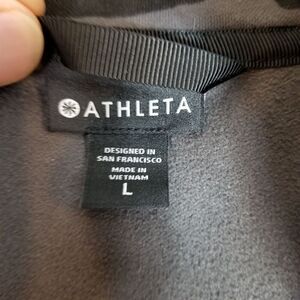 ATHLETA
DESIGNED IN
SAN FRANCISCO
MADE IN
VIETNAM
L